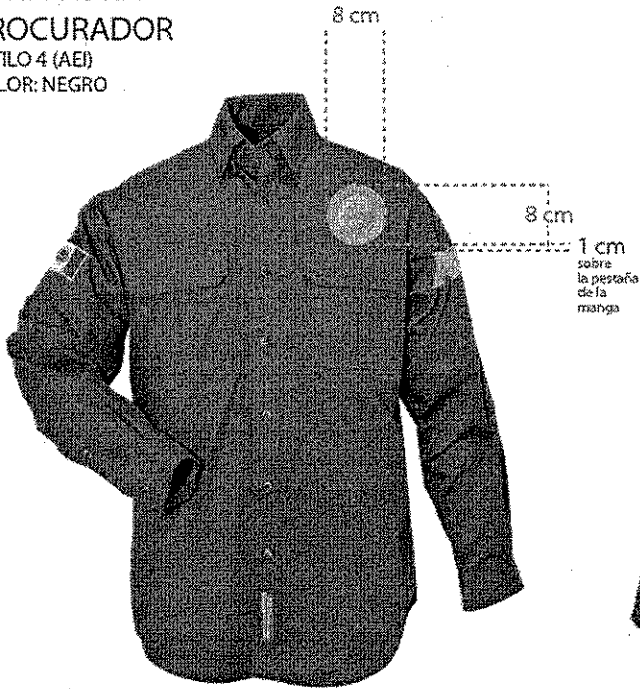 ROCURADOR
TILO 4 (AEI)
LOR: NEGRO
8 cm
8 cm
1 cm
sobre
la pestaña
de la
manga